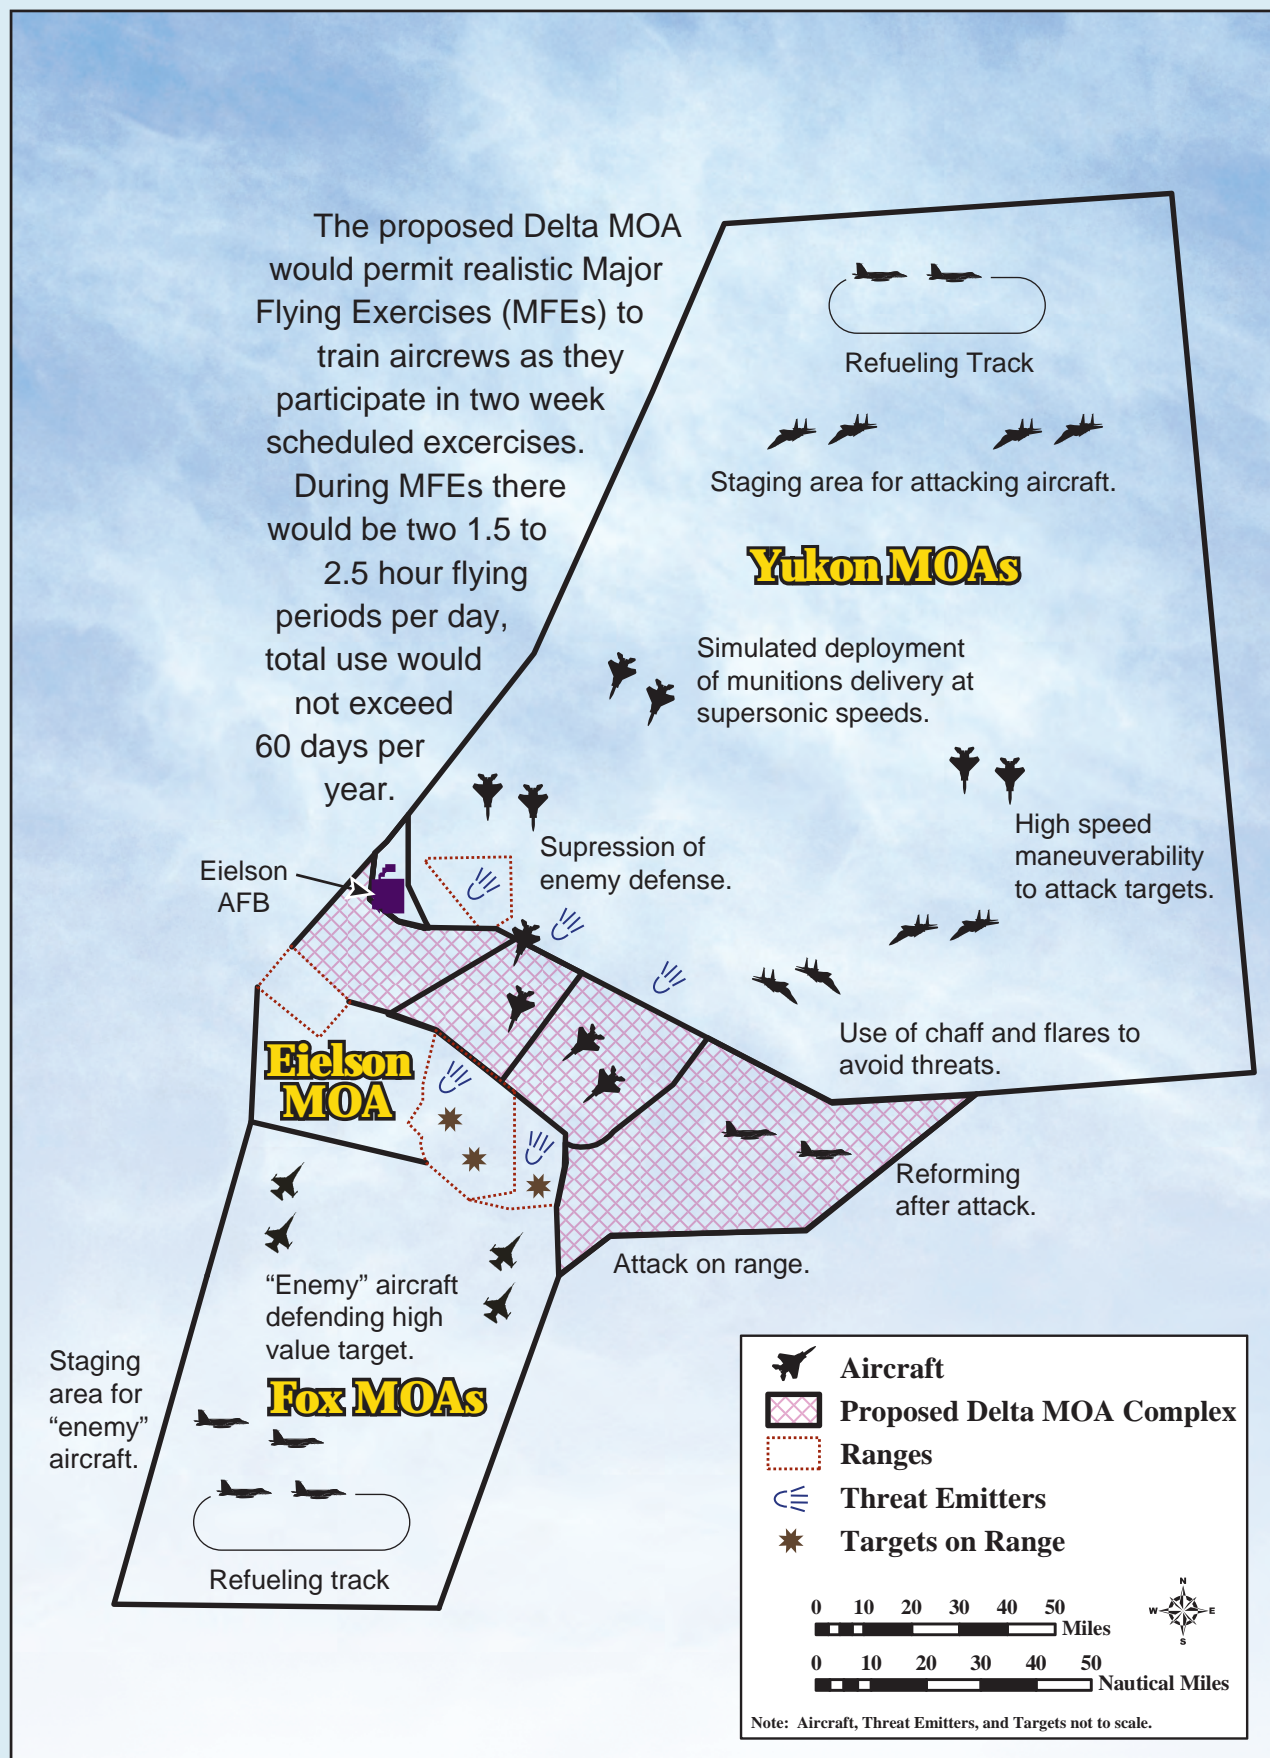 The proposed Delta MOA
would permit realistic Major
Flying Exercises (MFEs) to
train aircrews as they
participate in two week
scheduled excercises.
During MFEs there
would be two 1.5 to
2.5 hour flying
periods per day,
total use would
not exceed
60 days per
year.
Refueling Track
Staging area for attacking aircraft.
Yukon MOAs
Simulated deployment
of munitions delivery at
supersonic speeds.
High speed
maneuverability
to attack targets.
Supression of
enemy defense.
Eielson
AFB
Use of chaff and flares to
avoid threats.
Eielson
MOA
Reforming
after attack.
Attack on range.
“Enemy” aircraft
defending high
value target.
Fox MOAs
Staging
area for
“enemy”
aircraft.
Refueling track
Aircraft
Proposed Delta MOA Complex
Ranges
Threat Emitters
Targets on Range
N
W E
S
0 10 20 30 40 50
Miles
0 10 20 30 40 50
Nautical Miles
Note: Aircraft, Threat Emitters, and Targets not to scale.